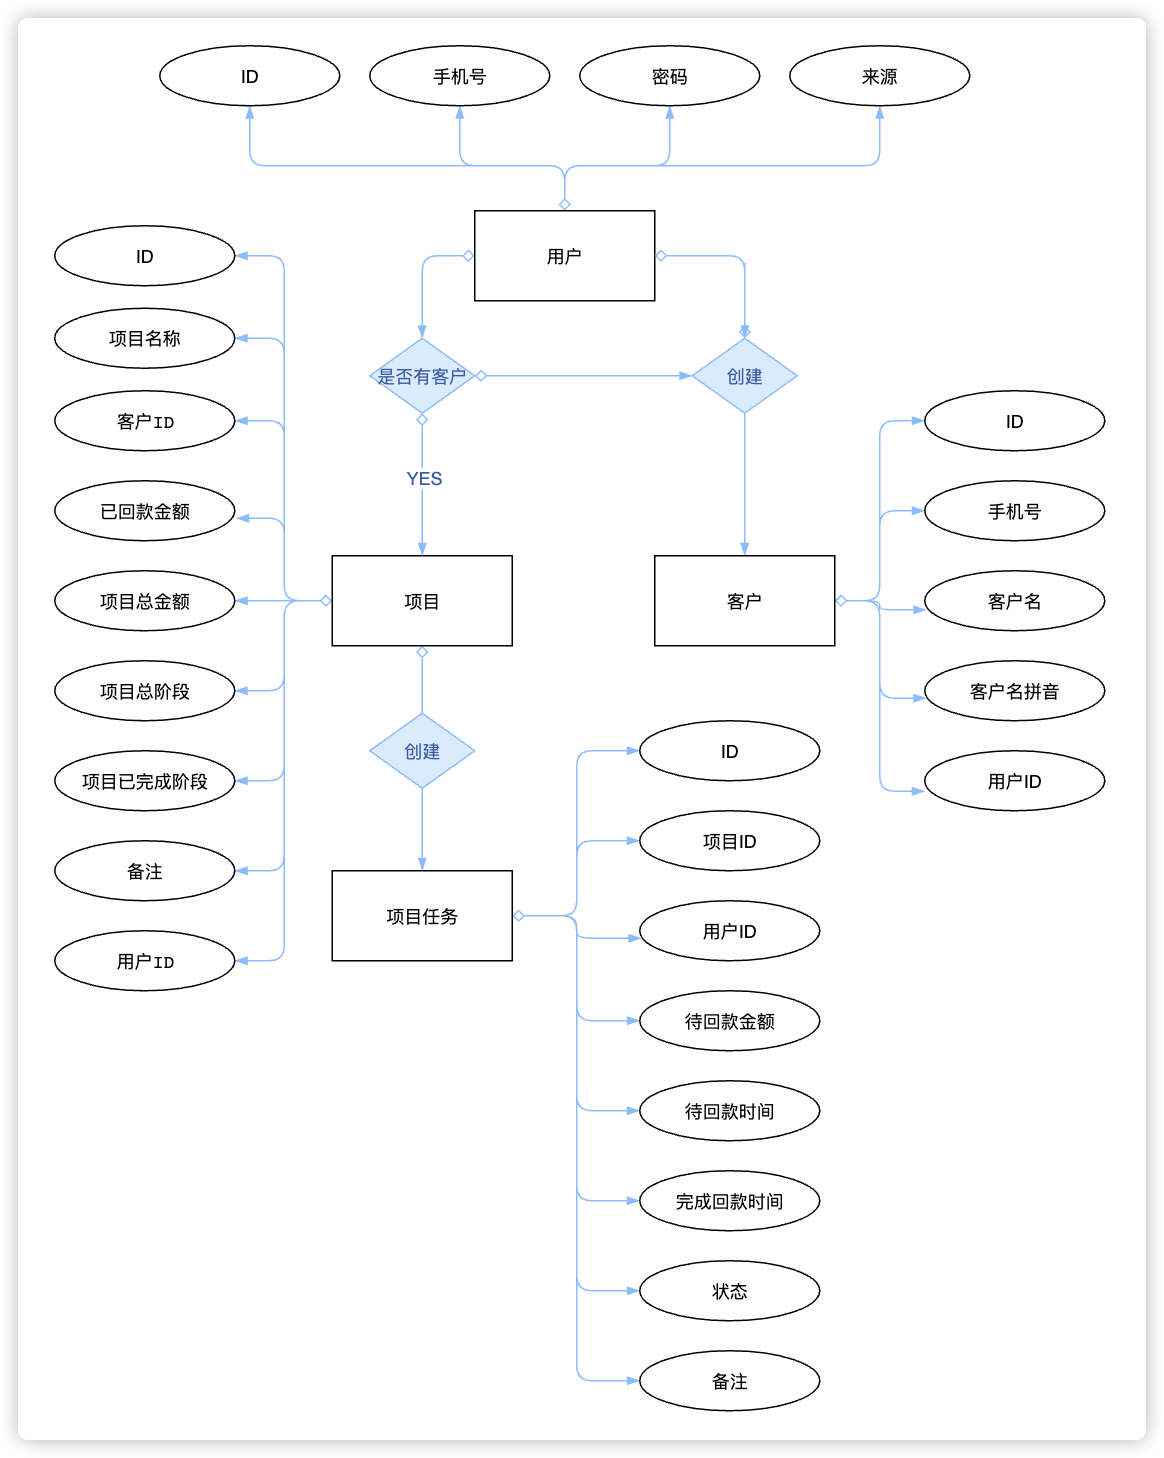 ID
手机号
密码
来源
用户
ID
项目名称
客户ID
已回款金额
项目总金额
项目总阶段
项目已完成阶段
备注
用户ID
是否有客户
创建
YES
项目
客户
ID
手机号
客户名
客户名拼音
用户ID
创建
项目任务
ID
项目ID
用户ID
待回款金额
待回款时间
完成回款时间
状态
备注